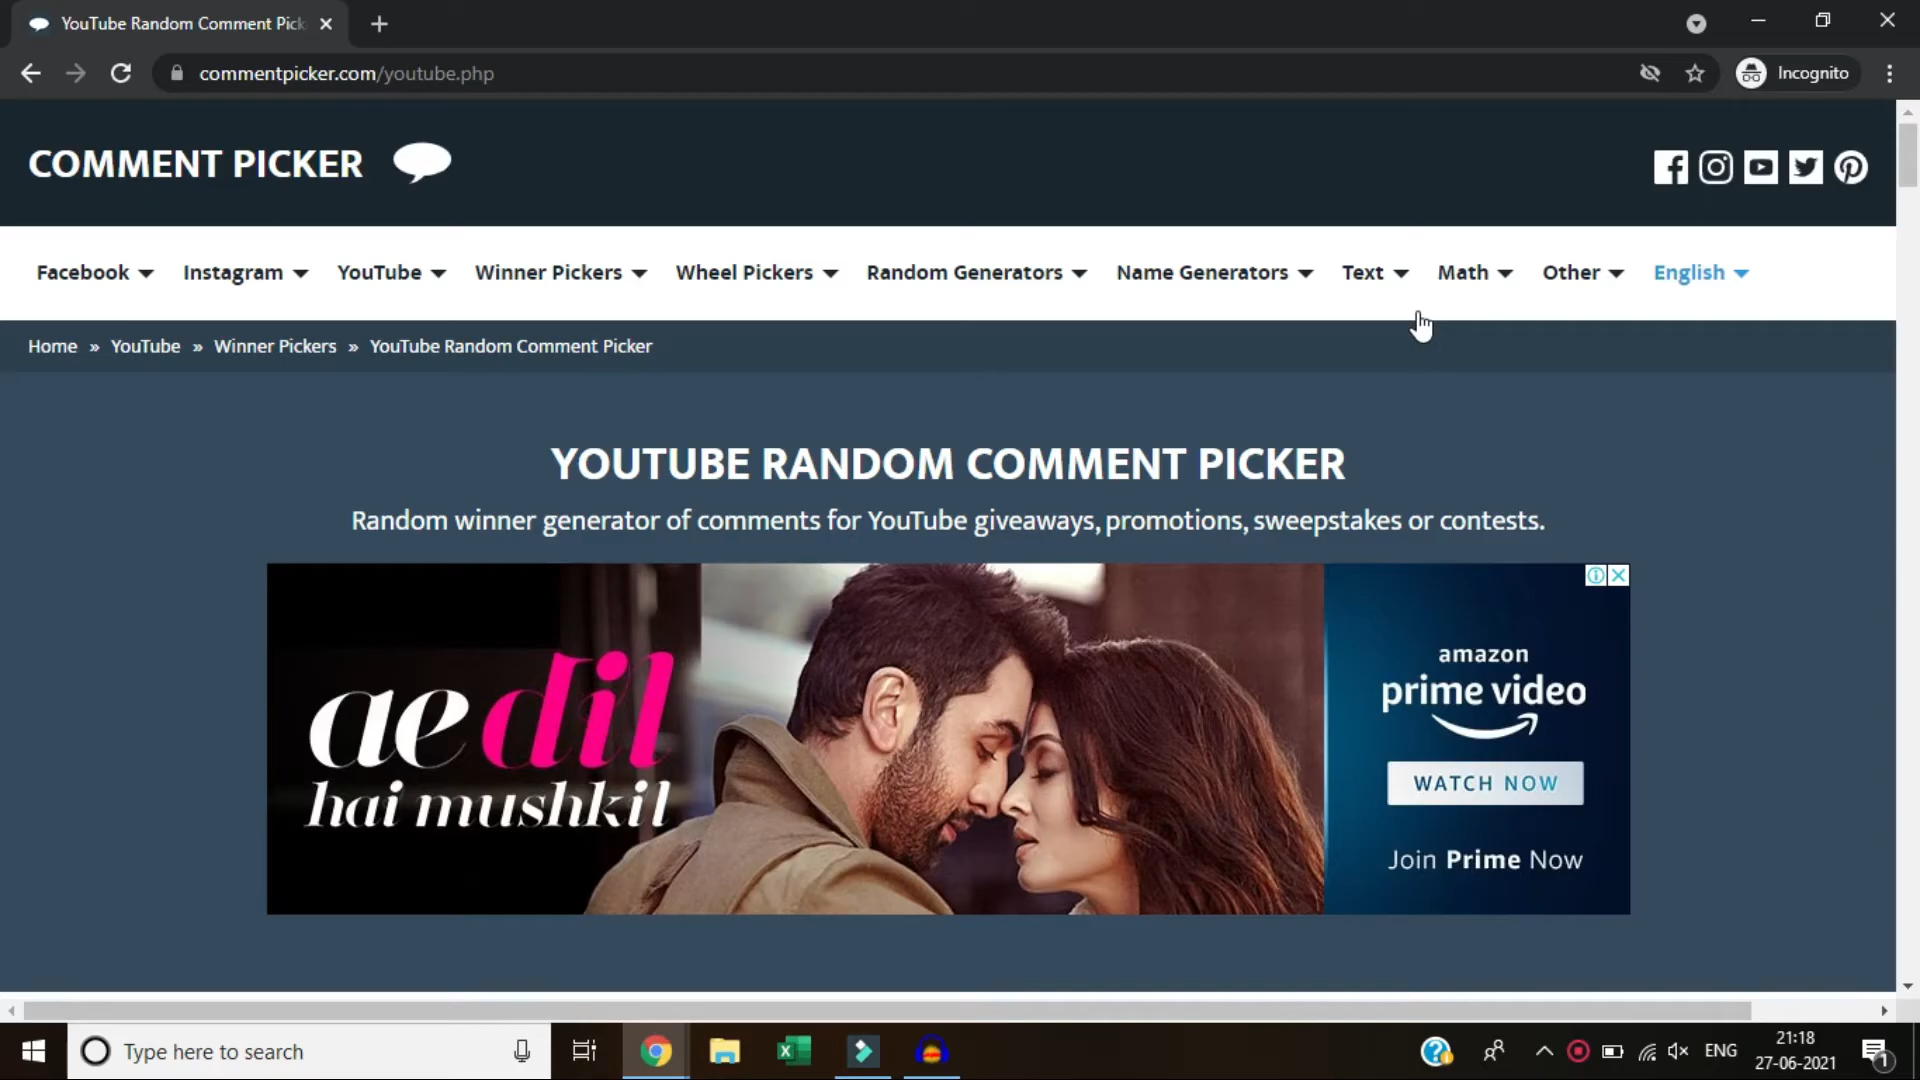 YouTube Random Comment Pick
commentpicker.com/youtube.php
Incognito
COMMENT PICKER
Facebook Instagram YouTube Winner Pickers Wheel Pickers Random Generators Name Generators Text Math Other English
Home » YouTube » Winner Pickers » YouTube Random Comment Picker
YOUTUBE RANDOM COMMENT PICKER
Random winner generator of comments for YouTube giveaways, promotions, sweepstakes or contests.
ae dil
hai mushkil
amazon
prime video
WATCH NOW
Join Prime Now
Type here to search
ENG
21:18
27-06-2021
1